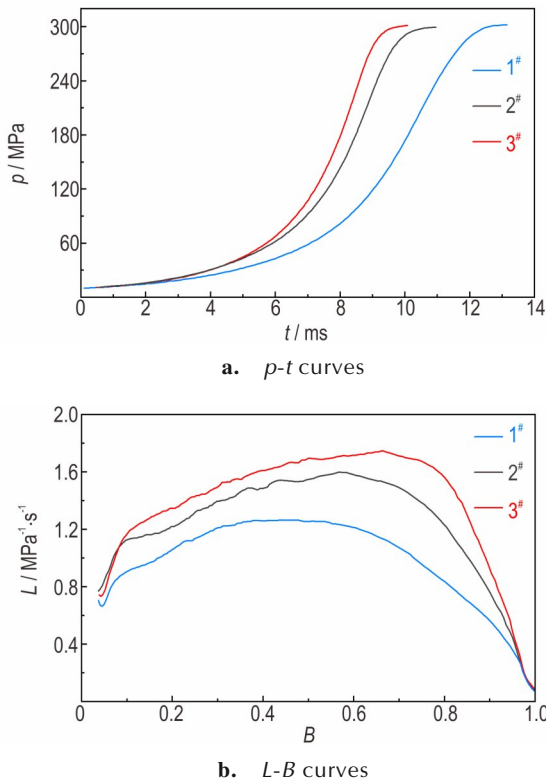 300
240
180
120
60
p / MPa
1#
2#
3#
0 2 4 6 8 10 12 14
t / ms
a. p-t curves
2.0
1.6
1.2
0.8
0.4
L / MPa⁻¹·s⁻¹
1#
2#
3#
0 0.2 0.4 0.6 0.8 1.0
B
b. L-B curves